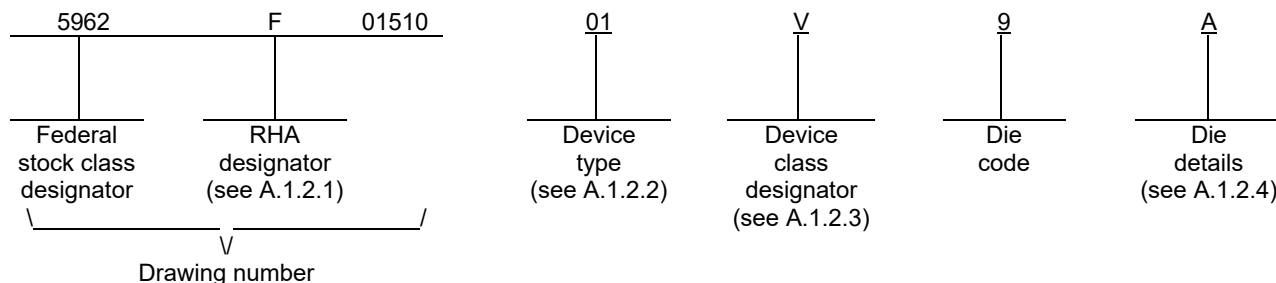 5962 F 01510 01 V 9 A
Federal stock class designator
RHA designator (see A.1.2.1)
Device type (see A.1.2.2)
Device class designator (see A.1.2.3)
Die code
Die details (see A.1.2.4)
\ /
\/
Drawing number